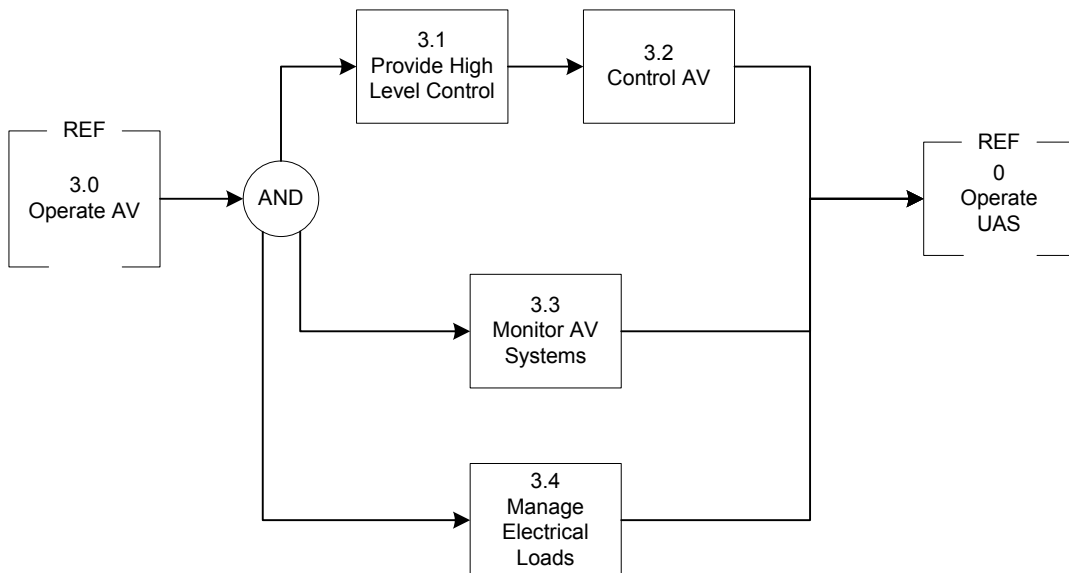 3.1
Provide High
Level Control
3.2
Control AV
REF
3.0
Operate AV
AND
REF
0
Operate
UAS
3.3
Monitor AV
Systems
3.4
Manage
Electrical
Loads